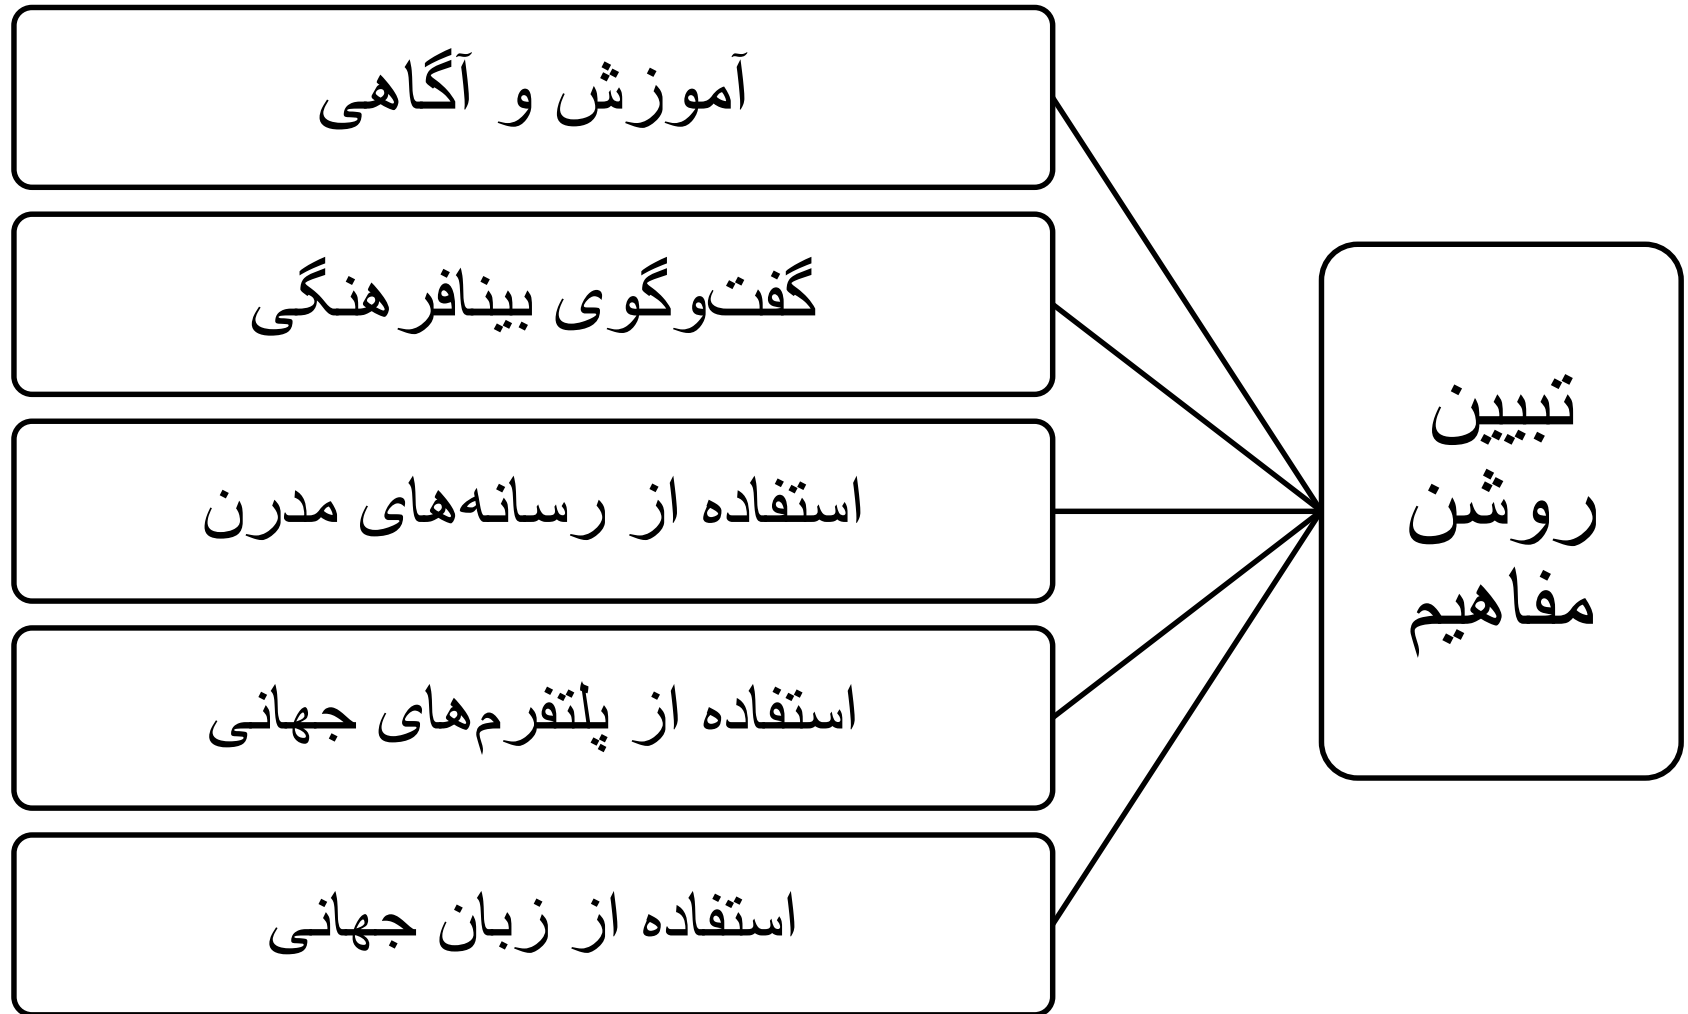 تبیین
روشن
مفاهیم
آموزش و آگاهی
گفت‌وگوی بینافرهنگی
استفاده از رسانه‌های مدرن
استفاده از پلتفرم‌های جهانی
استفاده از زبان جهانی